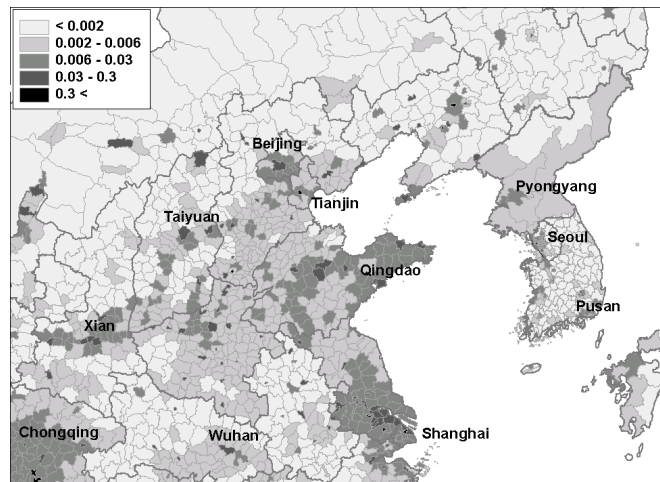 < 0.002
0.002 - 0.006
0.006 - 0.03
0.03 - 0.3
0.3 <
Beijing
Tianjin
Pyongyang
Taiyuan
Seoul
Qingdao
Pusan
Xian
Chongqing
Wuhan
Shanghai